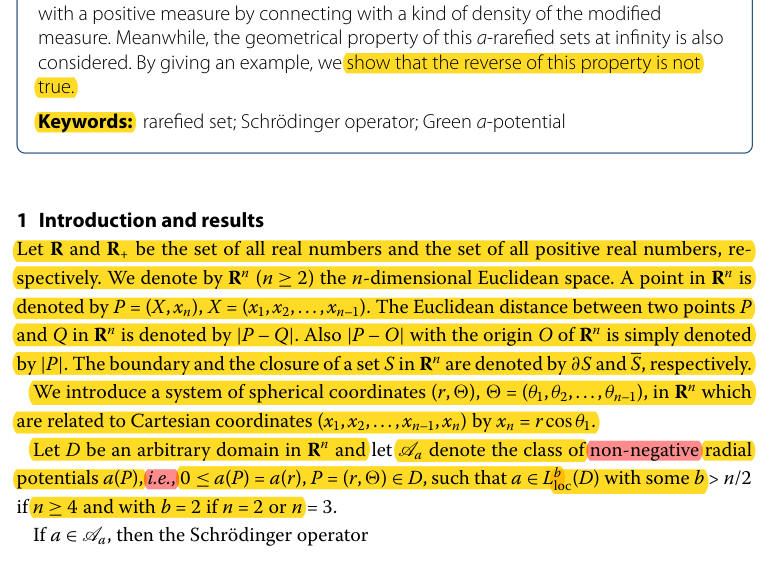 with a positive measure by connecting with a kind of density of the modified
measure. Meanwhile, the geometrical property of this a-rarefied sets at infinity is also
considered. By giving an example, we show that the reverse of this property is not
true.
Keywords: rarefied set; Schrödinger operator; Green a-potential
1 Introduction and results
Let R and R₊ be the set of all real numbers and the set of all positive real numbers, re-
spectively. We denote by Rⁿ (n ≥ 2) the n-dimensional Euclidean space. A point in Rⁿ is
denoted by P = (X, xₙ), X = (x₁, x₂, . . . , xₙ₋₁). The Euclidean distance between two points P
and Q in Rⁿ is denoted by |P – Q|. Also |P – O| with the origin O of Rⁿ is simply denoted
by |P|. The boundary and the closure of a set S in Rⁿ are denoted by ∂S and S̅, respectively.
We introduce a system of spherical coordinates (r, Θ), Θ = (θ₁, θ₂, . . . , θₙ₋₁), in Rⁿ which
are related to Cartesian coordinates (x₁, x₂, . . . , xₙ₋₁, xₙ) by xₙ = r cos θ₁.
Let D be an arbitrary domain in Rⁿ and let 𝒜ₐ denote the class of non-negative radial
potentials a(P), i.e., 0 ≤ a(P) = a(r), P = (r, Θ) ∈ D, such that a ∈ Lᵇ_loc(D) with some b > n/2
if n ≥ 4 and with b = 2 if n = 2 or n = 3.
If a ∈ 𝒜ₐ, then the Schrödinger operator